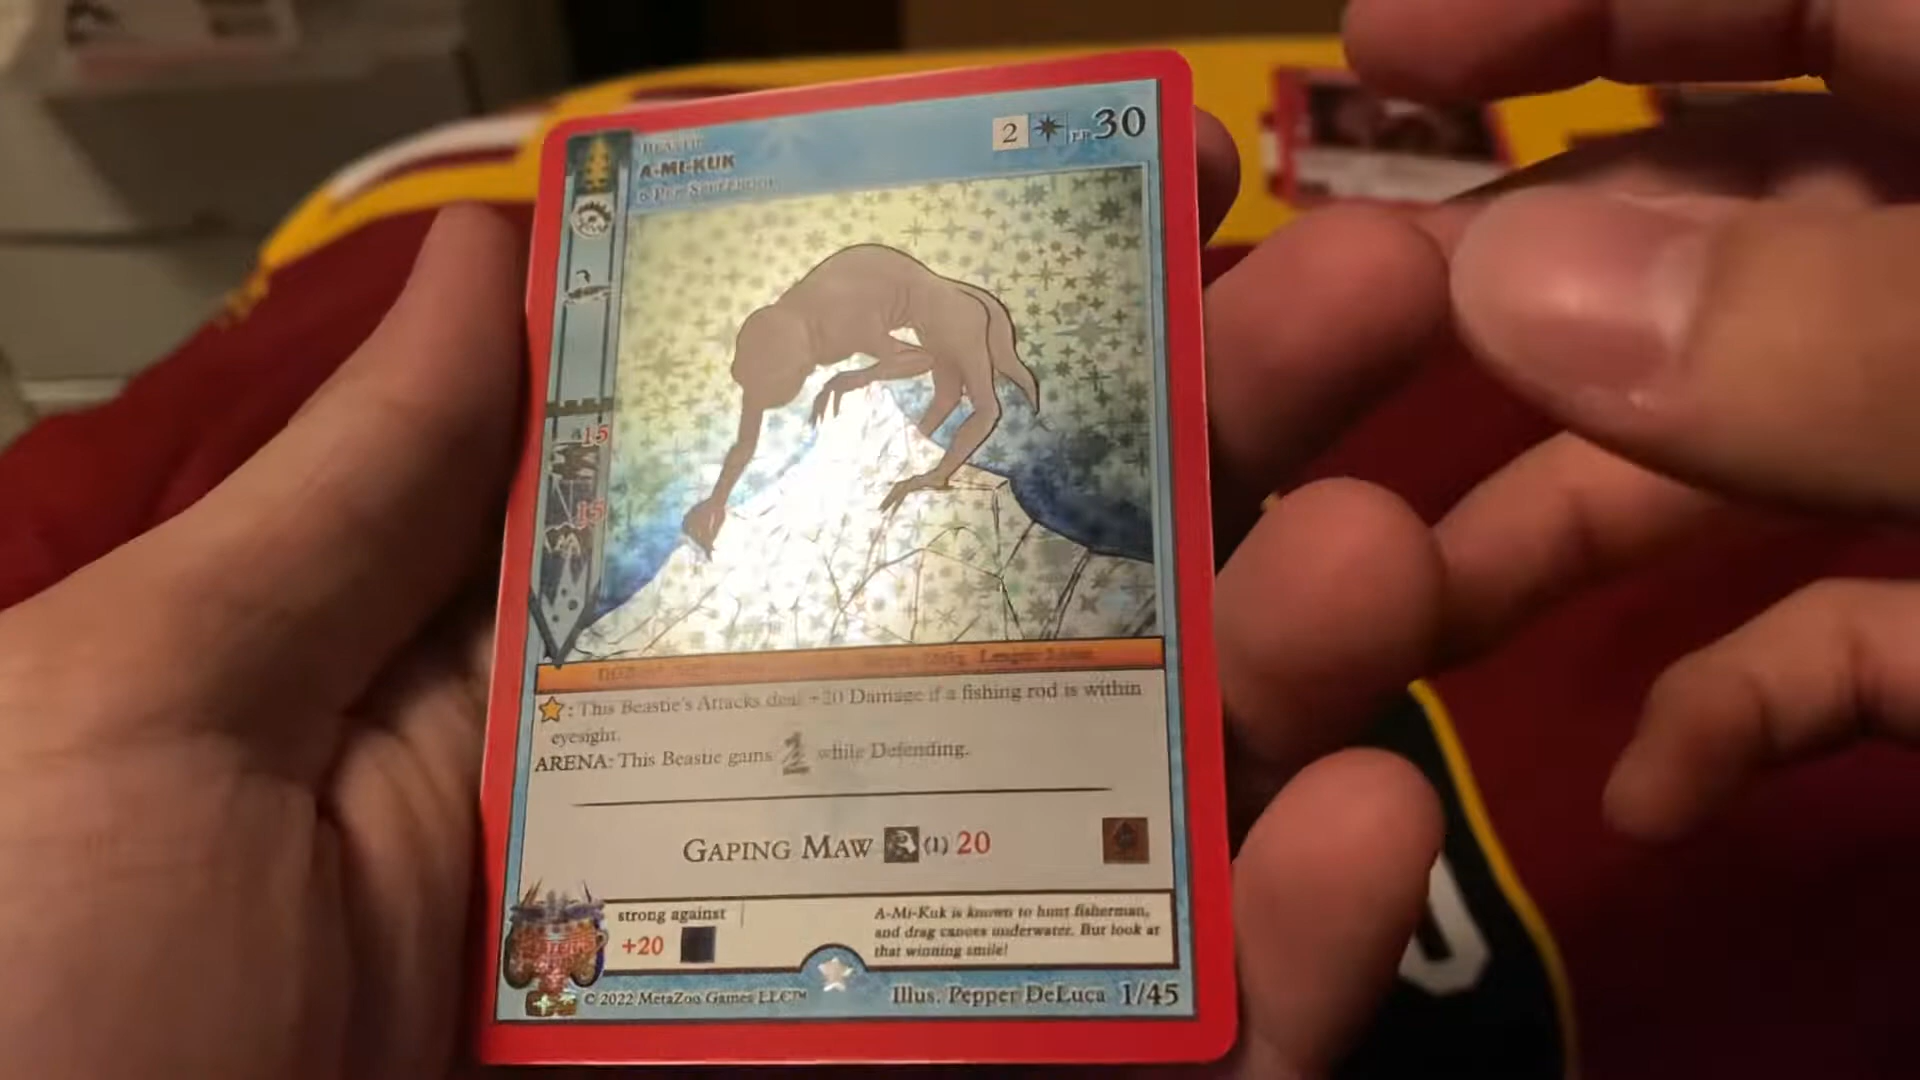 BEASTIE
A-MI-KUK
2 30
15
15
: This Beastie's Attacks deal +20 Damage if a fishing rod is within
eyesight.
ARENA: This Beastie gains while Defending.
GAPING MAW (1) 20
strong against
+20
A-Mi-Kuk is known to hunt fisherman,
and drag canoes underwater. But look at
that winning smile!
© 2022 MetaZoo Games LLC™
Illus. Pepper DeLuca 1/45